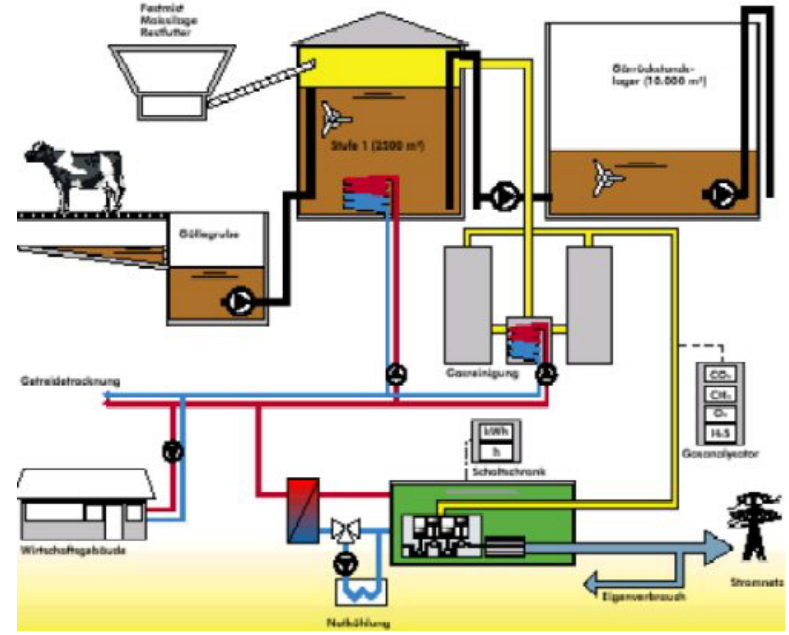 Festmist
Maissilage
Restfutter
Gärrückstands-
lager (10.000 m³)
Stufe 1 (2500 m³)
Güllegrube
Gasreinigung
Getreidetrocknung
CO₂
CH₄
O₂
H₂S
Gasanalysator
kWh
h
Schaltschrank
Wirtschaftsgebäude
Notkühlung
Eigenverbrauch
Stromnetz